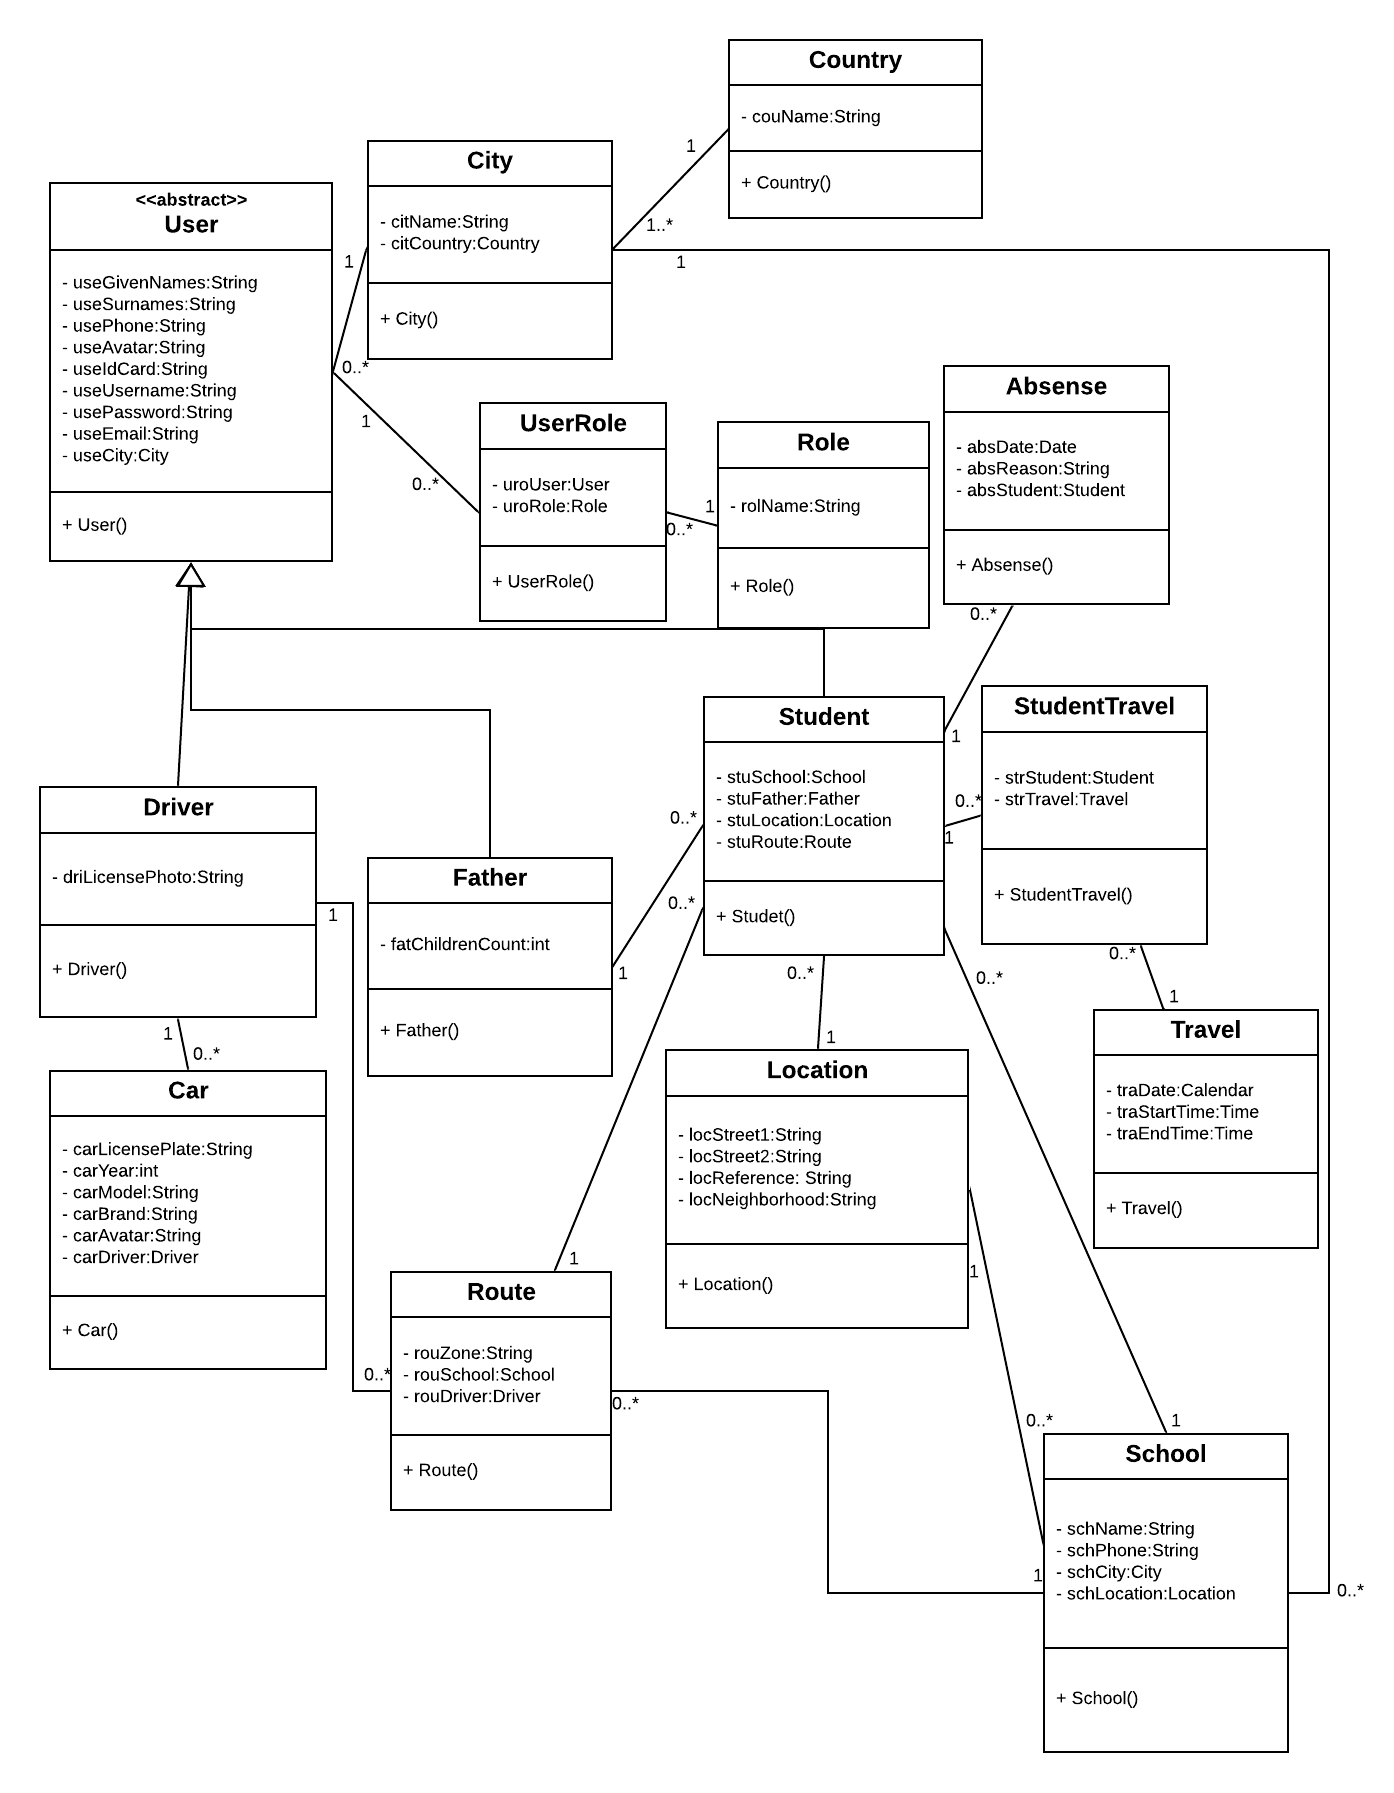 Country
- couName:String
+ Country()
City
- citName:String
- citCountry:Country
+ City()
1
1..*
1
<<abstract>>
User
- useGivenNames:String
- useSurnames:String
- usePhone:String
- useAvatar:String
- useIdCard:String
- useUsername:String
- usePassword:String
- useEmail:String
- useCity:City
+ User()
1
0..*
1
0..*
UserRole
- uroUser:User
- uroRole:Role
+ UserRole()
1
0..*
Role
- rolName:String
+ Role()
Absense
- absDate:Date
- absReason:String
- absStudent:Student
+ Absense()
0..*
1
Student
- stuSchool:School
- stuFather:Father
- stuLocation:Location
- stuRoute:Route
+ Studet()
StudentTravel
- strStudent:Student
- strTravel:Travel
+ StudentTravel()
0..*
1
0..*
0..*
0..*
0..*
0..*
1
Driver
- driLicensePhoto:String
+ Driver()
1
1
0..*
Father
- fatChildrenCount:int
+ Father()
1
1
Travel
- traDate:Calendar
- traStartTime:Time
- traEndTime:Time
+ Travel()
Car
- carLicensePlate:String
- carYear:int
- carModel:String
- carBrand:String
- carAvatar:String
- carDriver:Driver
+ Car()
Location
- locStreet1:String
- locStreet2:String
- locReference: String
- locNeighborhood:String
+ Location()
1
1
Route
- rouZone:String
- rouSchool:School
- rouDriver:Driver
+ Route()
0..*
0..*
0..*
1
School
- schName:String
- schPhone:String
- schCity:City
- schLocation:Location
+ School()
1
0..*